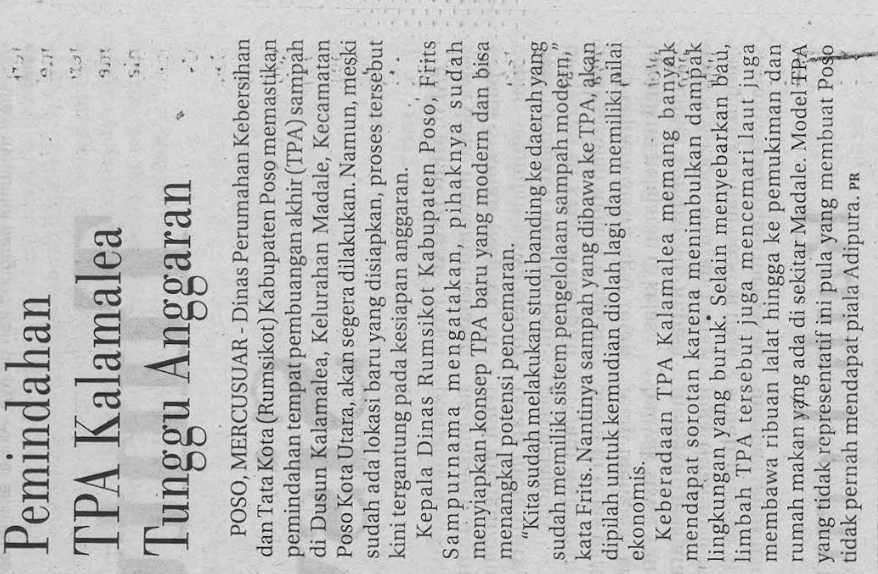 Pemindahan
TPA Kalamalea
Tunggu Anggaran
POSO, MERCUSUAR - Dinas Perumahan Kebersihan
dan Tata Kota (Rumsikot) Kabupaten Poso memastikan
pemindahan tempat pembuangan akhir (TPA) sampah
di Dusun Kalamalea, Kelurahan Madale, Kecamatan
Poso Kota Utara, akan segera dilakukan. Namun, meski
sudah ada lokasi baru yang disiapkan, proses tersebut
kini tergantung pada kesiapan anggaran.
Kepala Dinas Rumsikot Kabupaten Poso, Frits
Sampurnama mengatakan, pihaknya sudah
menyiapkan konsep TPA baru yang modern dan bisa
menangkal potensi pencemaran.
“Kita sudah melakukan studi banding ke daerah yang
sudah memiliki sistem pengelolaan sampah modern,”
kata Frits. Nantinya sampah yang dibawa ke TPA, akan
dipilah untuk kemudian diolah lagi dan memiliki nilai
ekonomis.
Keberadaan TPA Kalamalea memang banyak
mendapat sorotan karena menimbulkan dampak
lingkungan yang buruk. Selain menyebarkan bau,
limbah TPA tersebut juga mencemari laut juga
membawa ribuan lalat hingga ke pemukiman dan
rumah makan yang ada di sekitar Madale. Model TPA
yang tidak representatif ini pula yang membuat Poso
tidak pernah mendapat piala Adipura. PR